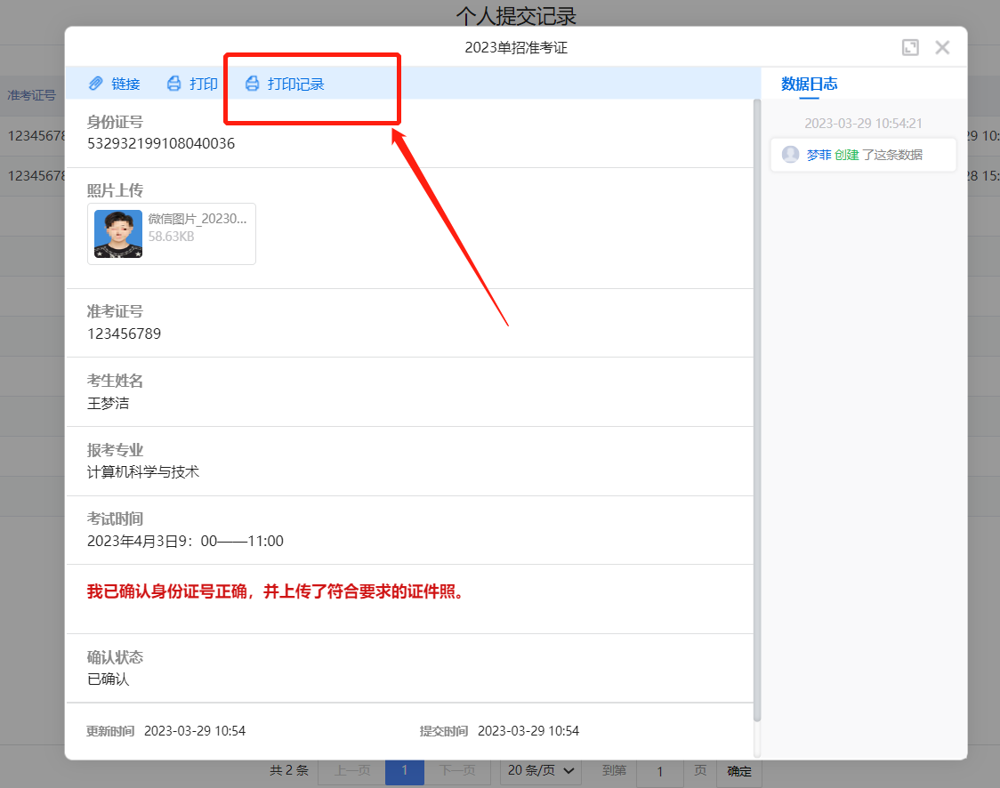 个人提交记录
2023单招准考证
链接
打印
打印记录
数据日志
准考证号
2023-03-29 10:54:21
梦菲 创建 了这条数据
身份证号
532932199108040036
照片上传
微信图片_20230...
58.63KB
准考证号
123456789
考生姓名
王梦洁
报考专业
计算机科学与技术
考试时间
2023年4月3日9：00——11:00
我已确认身份证号正确，并上传了符合要求的证件照。
确认状态
已确认
更新时间 2023-03-29 10:54
提交时间 2023-03-29 10:54
共 2 条 上一页 1 下一页 20 条/页 到第 1 页 确定